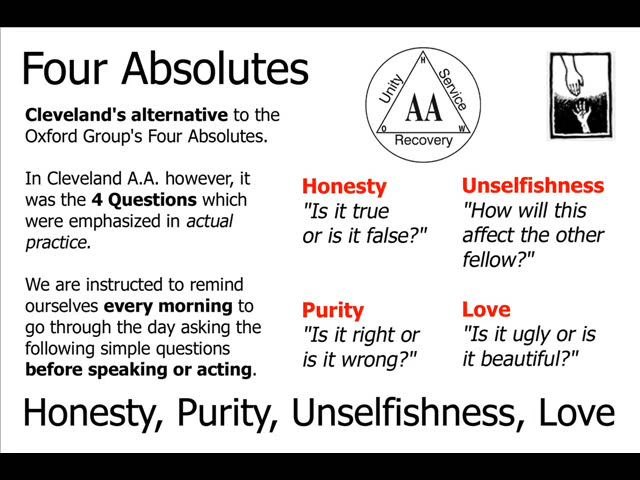 Four Absolutes
Cleveland's alternative to the
Oxford Group's Four Absolutes.
In Cleveland A.A. however, it
was the 4 Questions which
were emphasized in actual
practice.
We are instructed to remind
ourselves every morning to
go through the day asking the
following simple questions
before speaking or acting.
H
Unity
Service
AA
O
W
Recovery
Honesty
"Is it true
or is it false?"
Unselfishness
"How will this
affect the other
fellow?"
Purity
"Is it right or
is it wrong?"
Love
"Is it ugly or is
it beautiful?"
Honesty, Purity, Unselfishness, Love